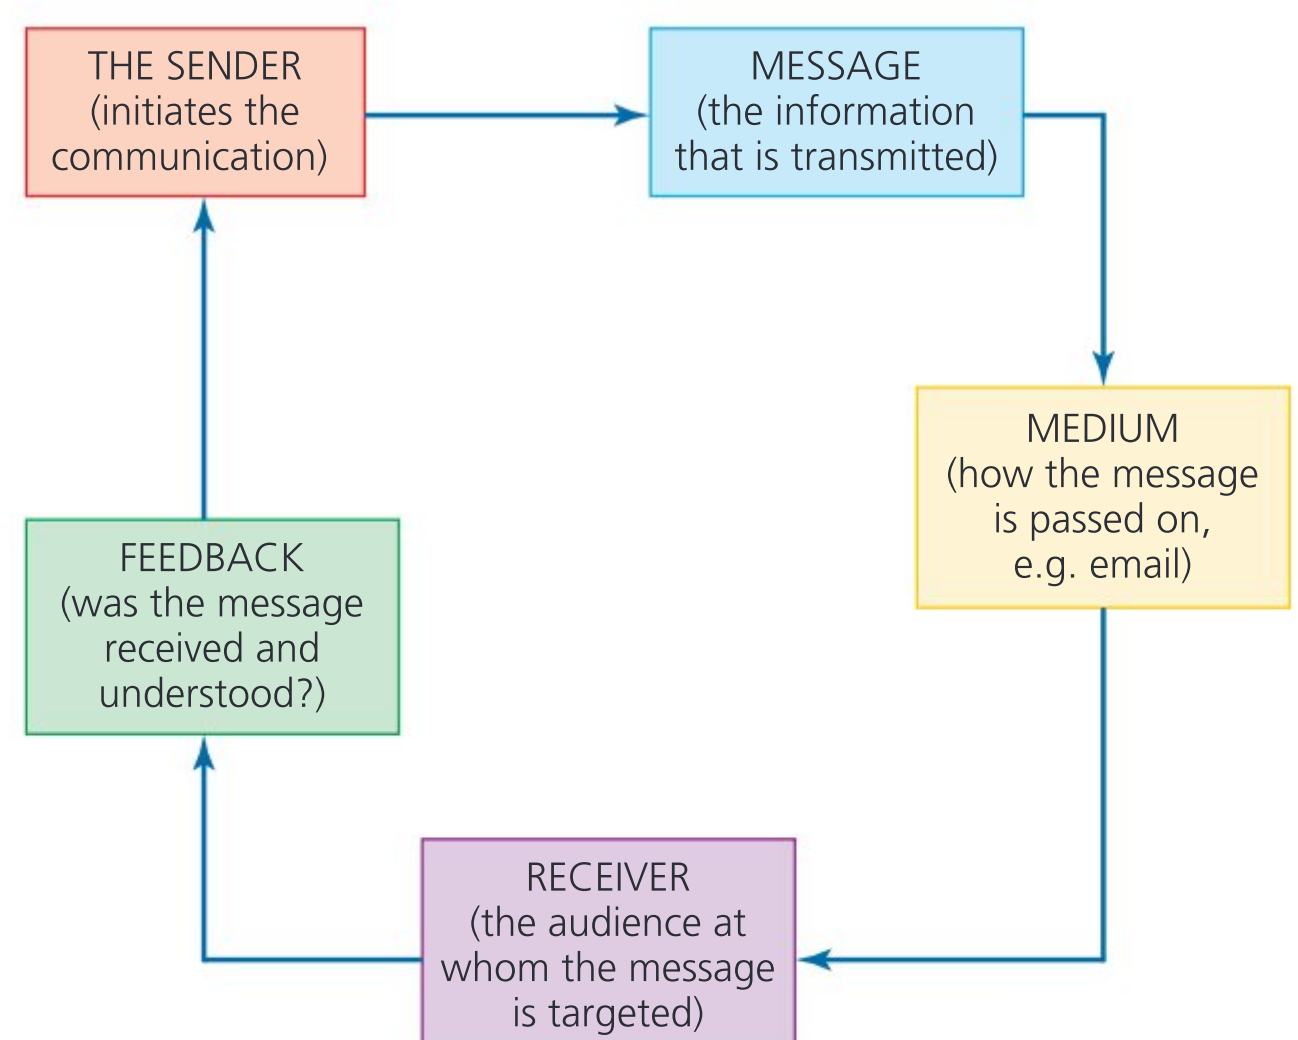 THE SENDER
(initiates the
communication)
MESSAGE
(the information
that is transmitted)
MEDIUM
(how the message
is passed on,
e.g. email)
RECEIVER
(the audience at
whom the message
is targeted)
FEEDBACK
(was the message
received and
understood?)